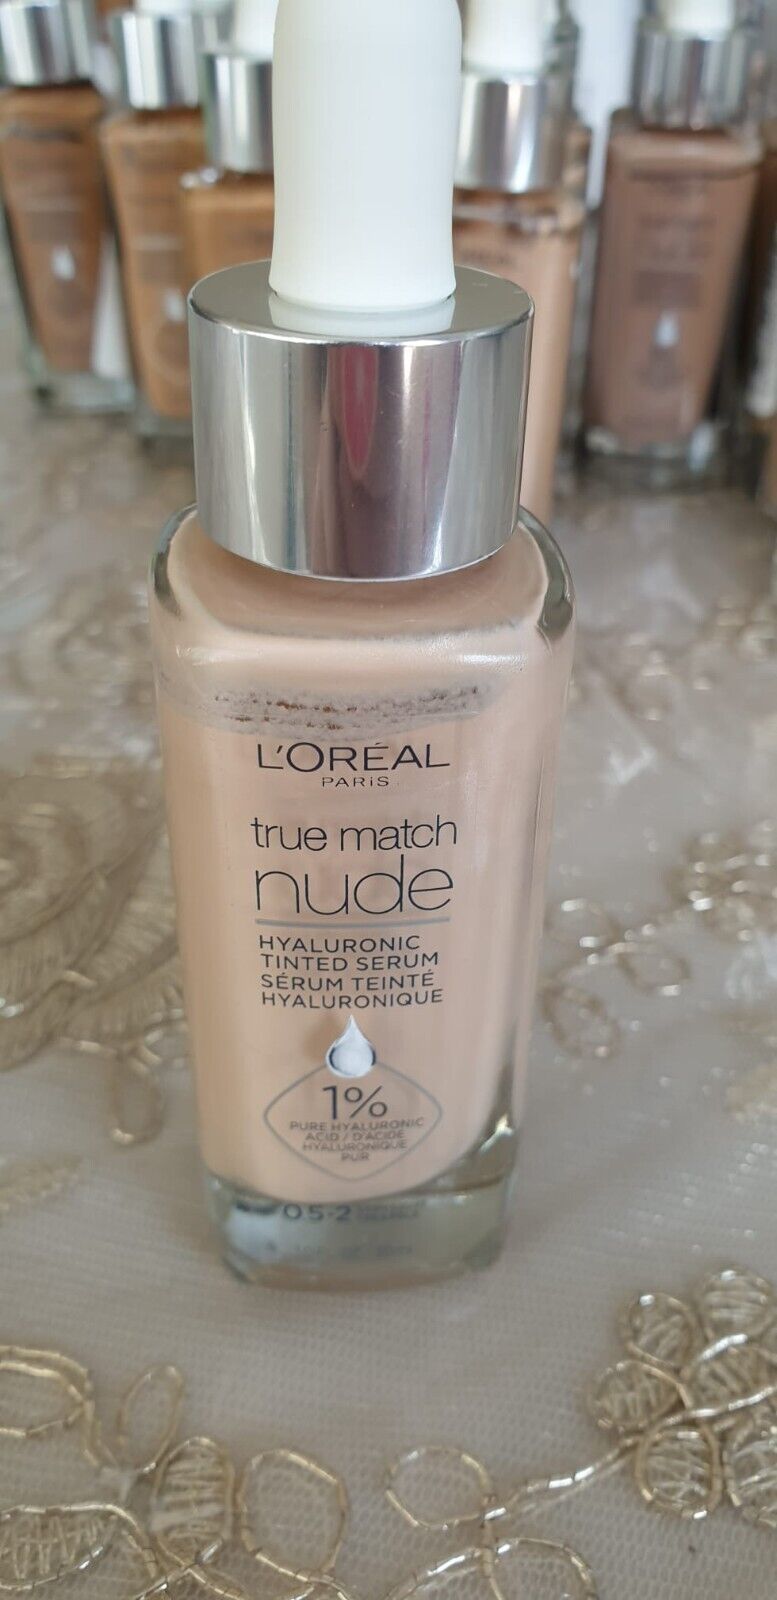 L'ORÉAL
PARiS
true match
nude
HYALURONIC
TINTED SERUM
SÉRUM TEINTÉ
HYALURONIQUE
1%
PURE HYALURONIC
ACID / D'ACIDE
HYALURONIQUE
PUR
0.5-2
ORÉAL